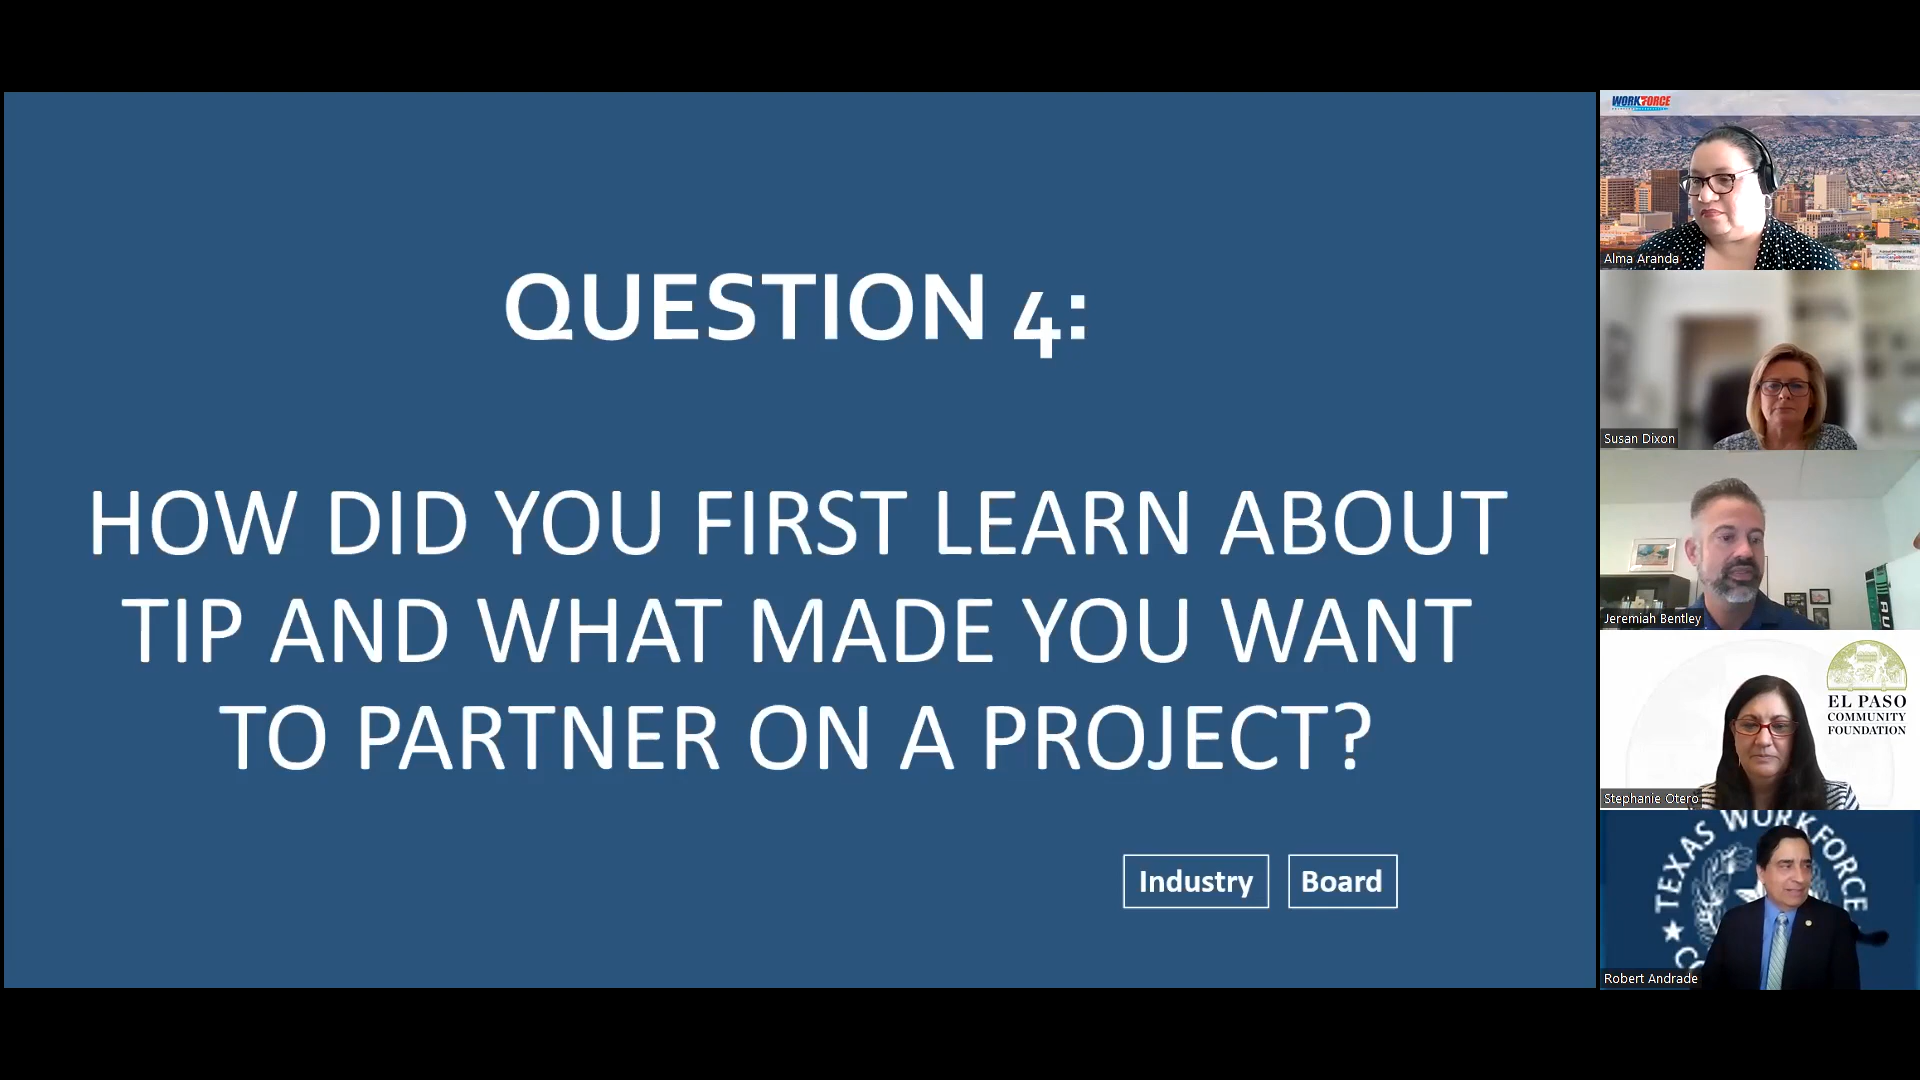 QUESTION 4:
HOW DID YOU FIRST LEARN ABOUT
TIP AND WHAT MADE YOU WANT
TO PARTNER ON A PROJECT?
Industry
Board
WORKFORCE
Alma Aranda
Susan Dixon
Jeremiah Bentley
EL PASO
COMMUNITY
FOUNDATION
Stephanie Otero
TEXAS WORKFORCE
Robert Andrade